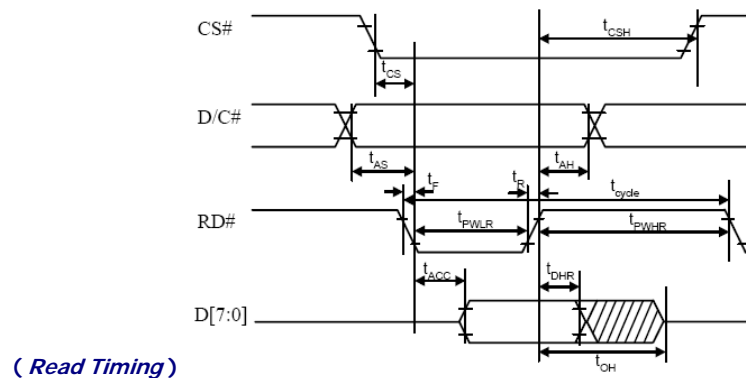 CS#
tCSH
tCS
D/C#
tAS
tAH
tF
tR
tcycle
RD#
tPWLR
tPWHR
tACC
tDHR
D[7:0]
tOH
( Read Timing )